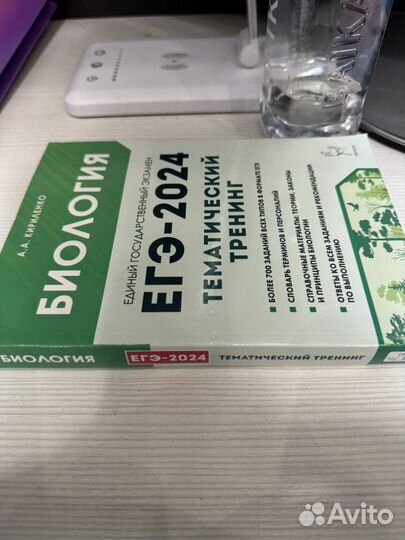 А.А. КИРИЛЕНКО
БИОЛОГИЯ
ЕДИНЫЙ ГОСУДАРСТВЕННЫЙ ЭКЗАМЕН
ЕГЭ-2024
ТЕМАТИЧЕСКИЙ
ТРЕНИНГ
БОЛЕЕ 700 ЗАДАНИЙ ВСЕХ ТИПОВ В ФОРМАТЕ ЕГЭ
СЛОВАРЬ ТЕРМИНОВ И ПЕРСОНАЛИЙ
СПРАВОЧНЫЕ МАТЕРИАЛЫ: ТЕОРИИ, ЗАКОНЫ
И ПРИНЦИПЫ БИОЛОГИИ
ОТВЕТЫ КО ВСЕМ ЗАДАНИЯМ И РЕКОМЕНДАЦИИ
ПО ВЫПОЛНЕНИЮ
БИОЛОГИЯ ЕГЭ-2024 ТЕМАТИЧЕСКИЙ ТРЕНИНГ
Avito